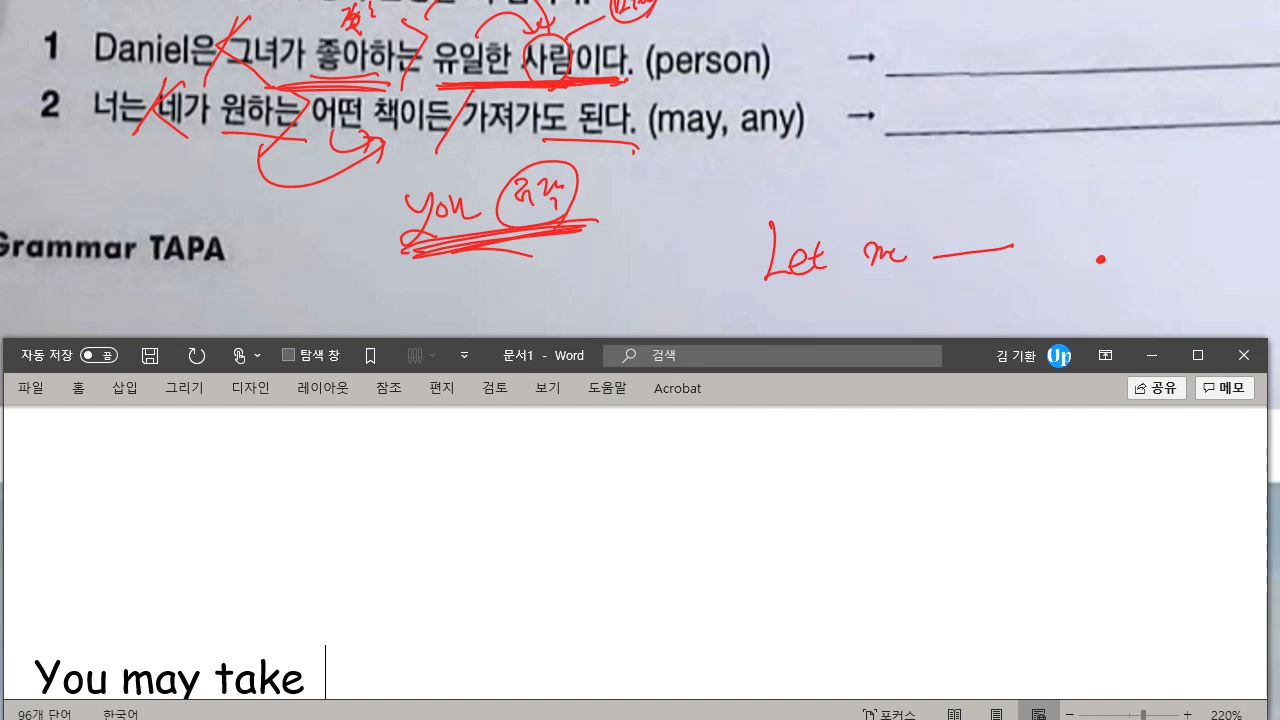 1 Daniel은 그녀가 좋아하는 유일한 사람이다. (person) →
2 너는 네가 원하는 어떤 책이든 가져가도 된다. (may, any) →
you
Let me
Grammar TAPA
자동 저장 끔 탐색 창 문서1 - Word 검색 김 기환 Up
파일 홈 삽입 그리기 디자인 레이아웃 참조 편지 검토 보기 도움말 Acrobat 공유 메모
You may take
96개 단어 한국어 포커스 220%